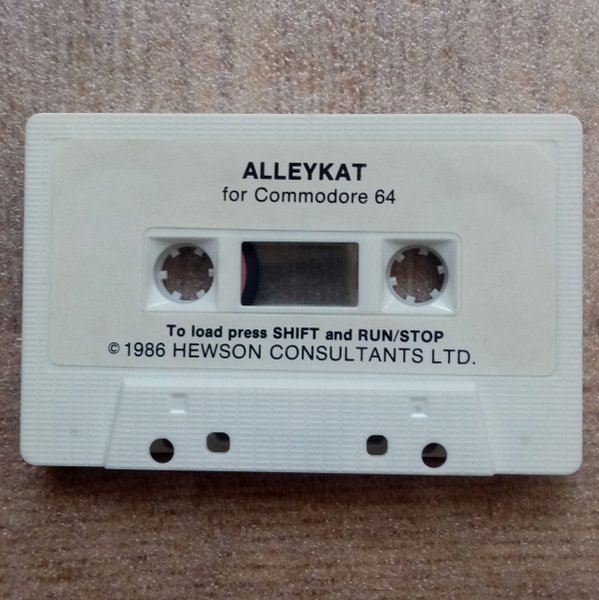 ALLEYKAT
for Commodore 64
To load press SHIFT and RUN/STOP
© 1986 HEWSON CONSULTANTS LTD.